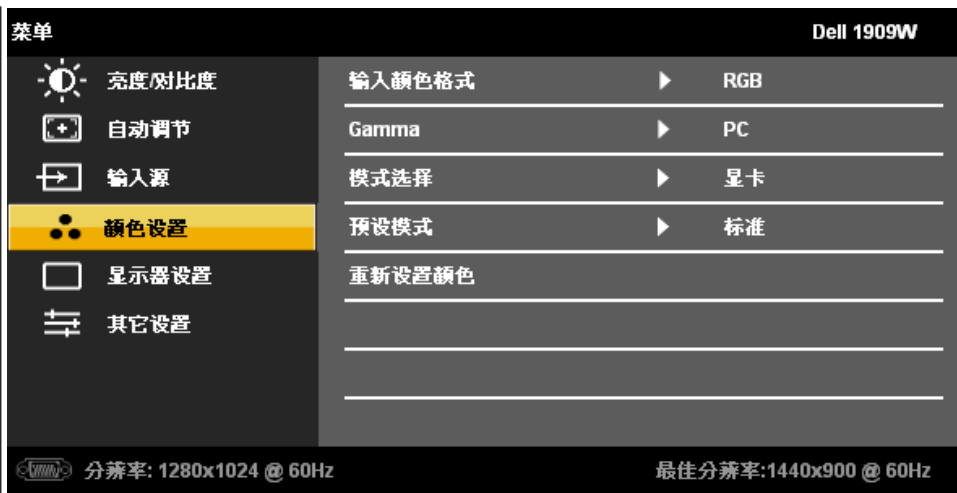 菜单 Dell 1909W
亮度/对比度
自动调节
输入源
颜色设置
显示器设置
其它设置
输入颜色格式 RGB
Gamma PC
模式选择 显卡
预设模式 标准
重新设置颜色
分辨率: 1280x1024 @ 60Hz 最佳分辨率:1440x900 @ 60Hz